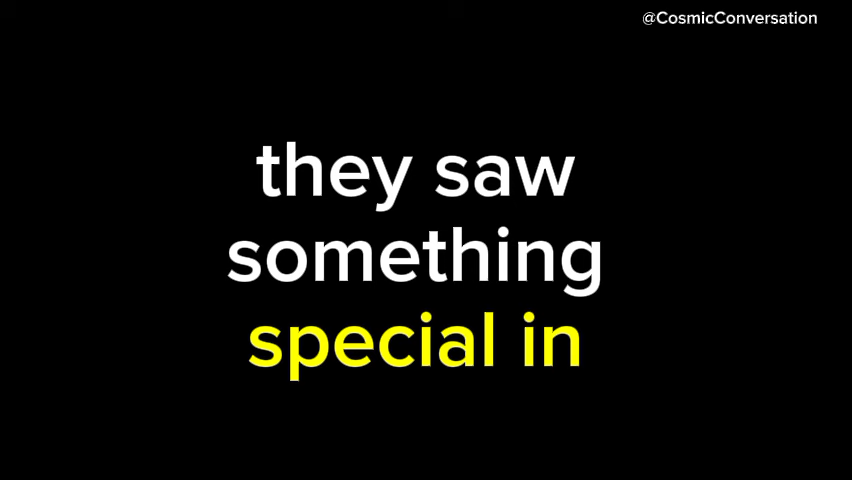 @CosmicConversation
they saw
something
special in